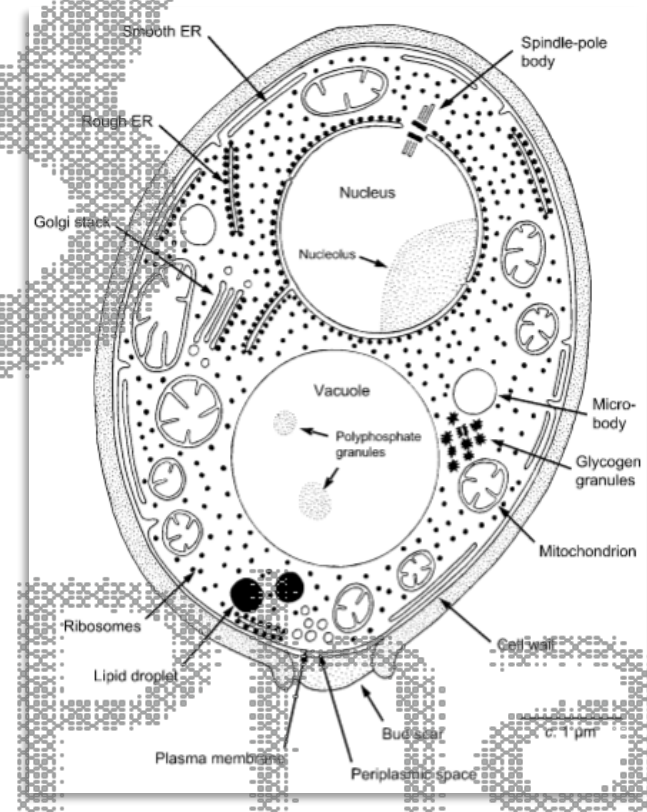 Smooth ER
Spindle-pole
body
Rough ER
Nucleus
Golgi stack
Nucleolus
Vacuole
Micro-
body
Polyphosphate
granules
Glycogen
granules
Mitochondrion
Ribosomes
Cell wall
Lipid droplet
Bud scar
c. 1 μm
Plasma membrane
Periplasmic space